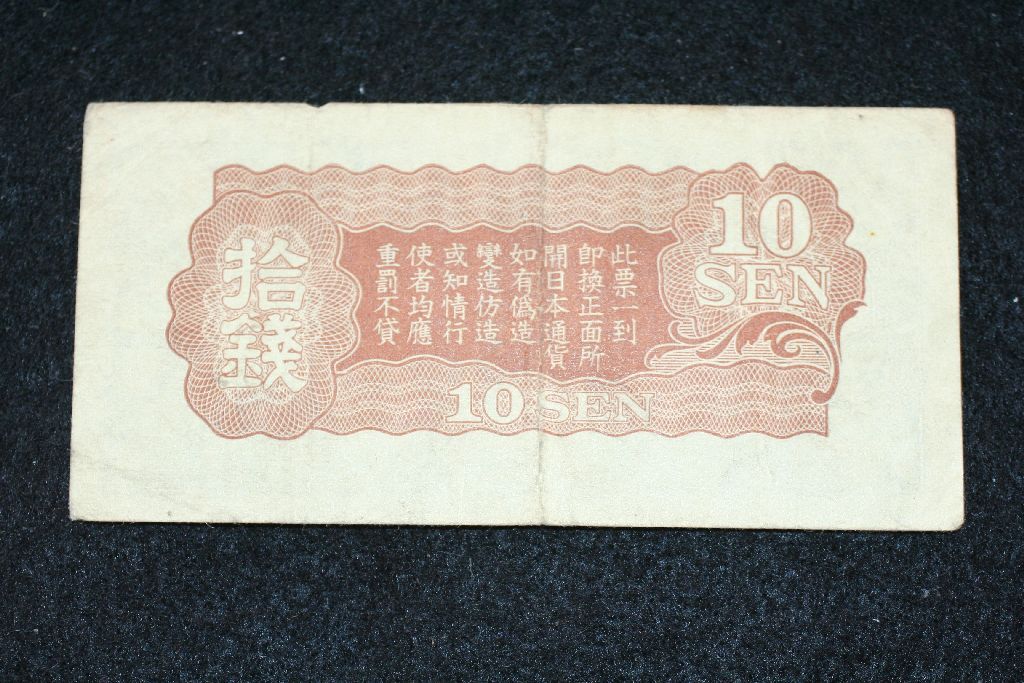 10
SEN
此票一到
即換正面所
開日本通貨
如有偽造
變造仿造
或知情行
使者均應
重罰不貸
拾錢
10 SEN